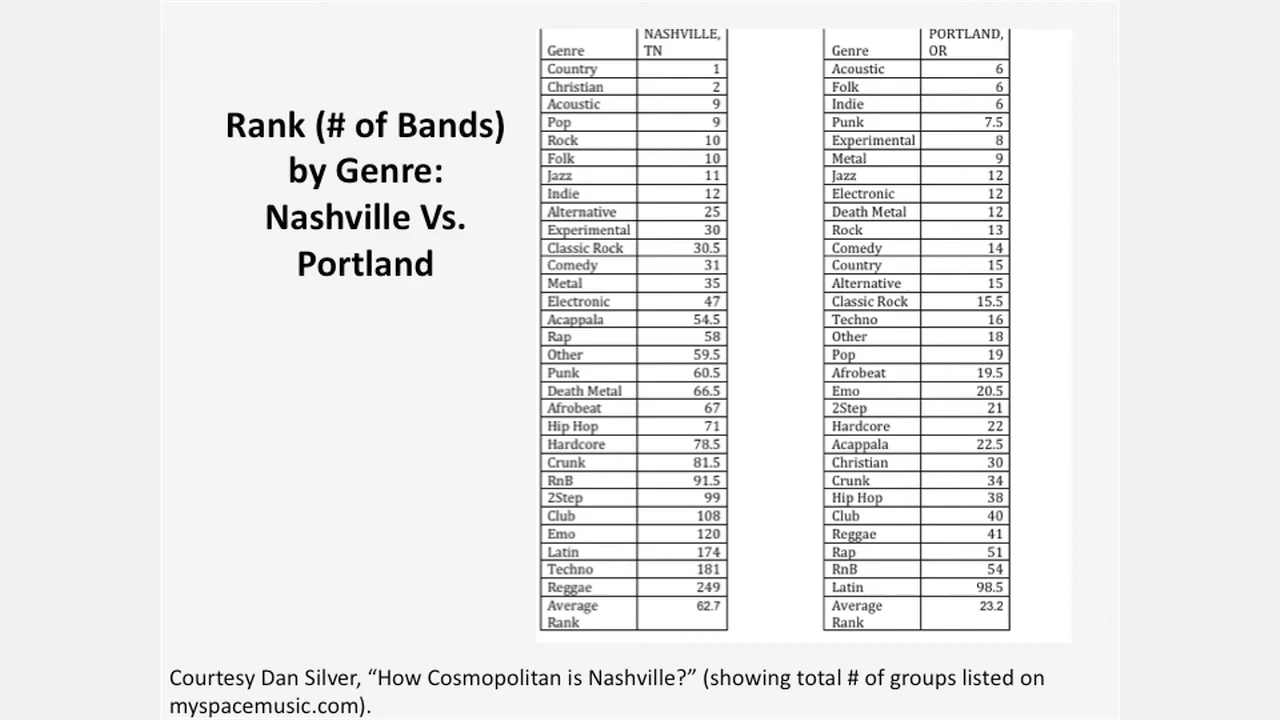 Rank (# of Bands)
by Genre:
Nashville Vs.
Portland
NASHVILLE,
Genre TN
Country 1
Christian 2
Acoustic 9
Pop 9
Rock 10
Folk 10
Jazz 11
Indie 12
Alternative 25
Experimental 30
Classic Rock 30.5
Comedy 31
Metal 35
Electronic 47
Acappala 54.5
Rap 58
Other 59.5
Punk 60.5
Death Metal 66.5
Afrobeat 67
Hip Hop 71
Hardcore 78.5
Crunk 81.5
RnB 91.5
2Step 99
Club 108
Emo 120
Latin 174
Techno 181
Reggae 249
Average 62.7
Rank
PORTLAND,
Genre OR
Acoustic 6
Folk 6
Indie 6
Punk 7.5
Experimental 8
Metal 9
Jazz 12
Electronic 12
Death Metal 12
Rock 13
Comedy 14
Country 15
Alternative 15
Classic Rock 15.5
Techno 16
Other 18
Pop 19
Afrobeat 19.5
Emo 20.5
2Step 21
Hardcore 22
Acappala 22.5
Christian 30
Crunk 34
Hip Hop 38
Club 40
Reggae 41
Rap 51
RnB 54
Latin 98.5
Average 23.2
Rank
Courtesy Dan Silver, “How Cosmopolitan is Nashville?” (showing total # of groups listed on
myspacemusic.com).